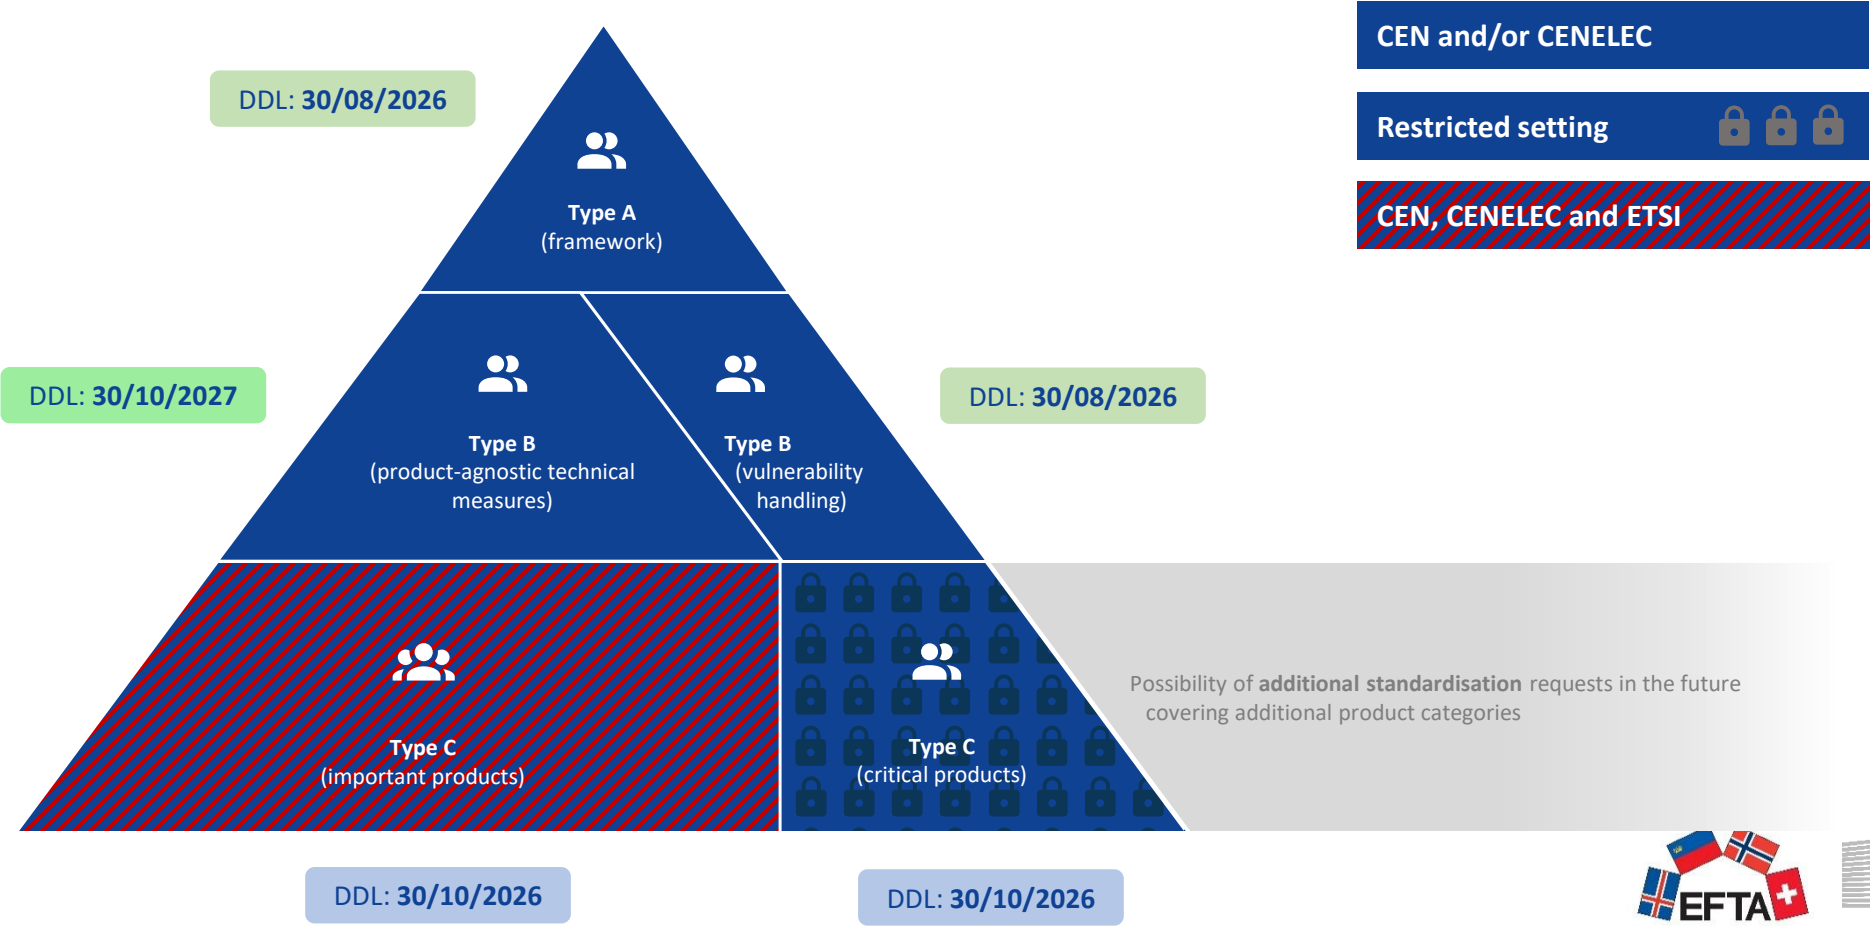 CEN and/or CENELEC
DDL: 30/08/2026
Restricted setting
Type A
(framework)
CEN, CENELEC and ETSI
DDL: 30/10/2027
DDL: 30/08/2026
Type B
(product-agnostic technical
measures)
Type B
(vulnerability
handling)
Possibility of additional standardisation requests in the future
covering additional product categories
Type C
(important products)
Type C
(critical products)
DDL: 30/10/2026
DDL: 30/10/2026
EFTA